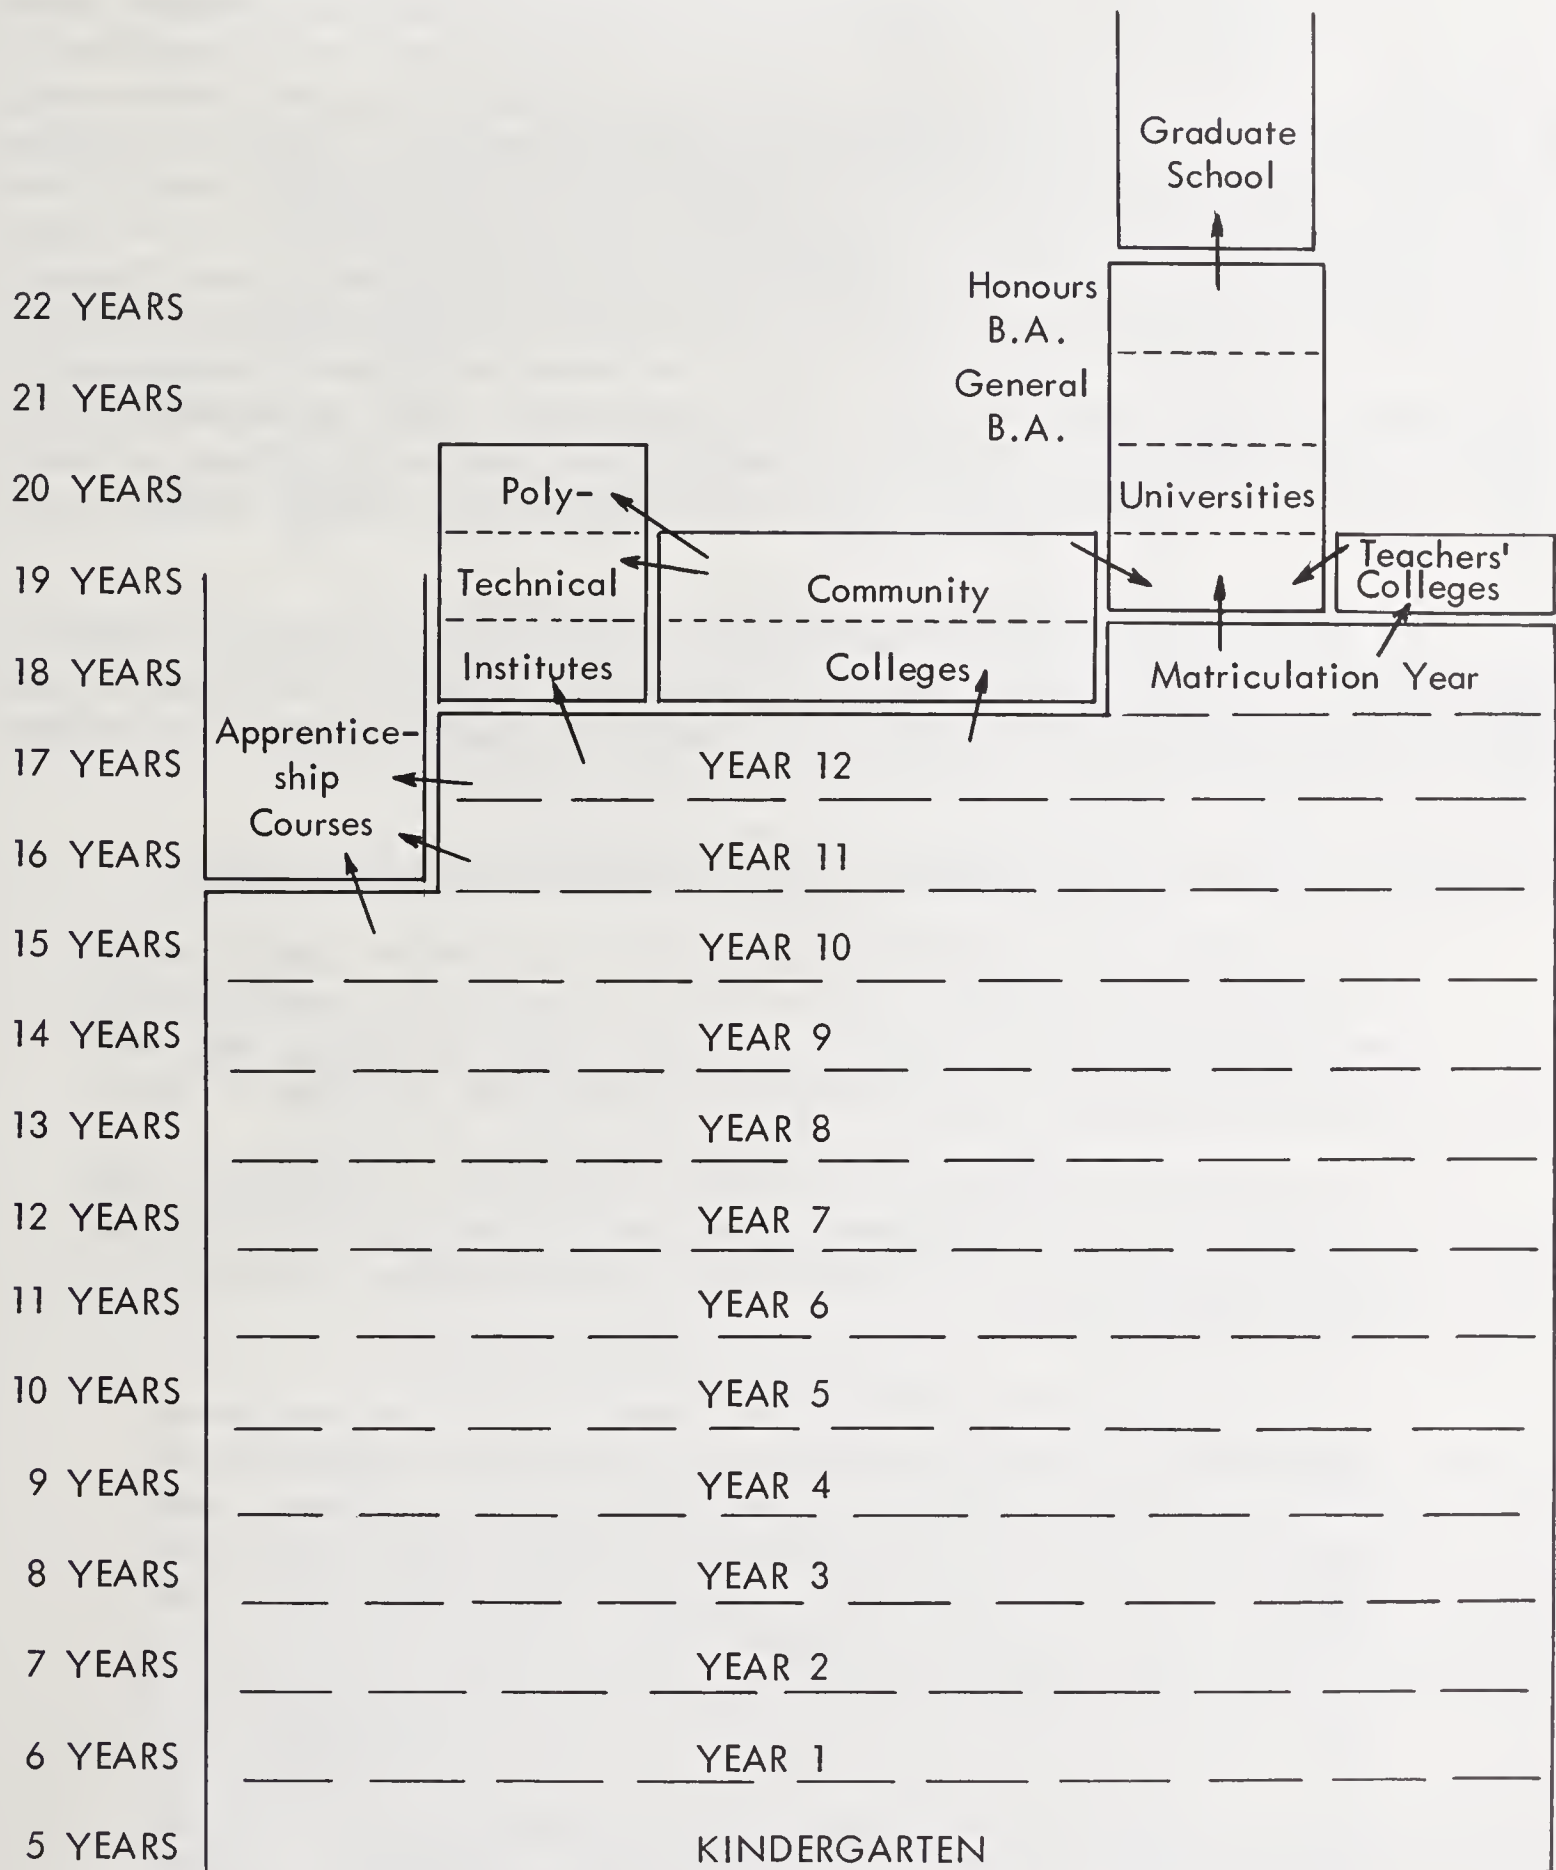 Graduate
School
Honours
22 YEARS
B.A.
General
21 YEARS
B.A.
20 YEARS
Poly-
Universities
Teachers'
19 YEARS
Technical
Community
Colleges
18 YEARS
Institutes
Colleges
Matriculation Year
Apprentice-
17 YEARS
ship
YEAR 12
Courses
16 YEARS
YEAR 11
15 YEARS
YEAR 10
14 YEARS
YEAR 9
13 YEARS
YEAR 8
12 YEARS
YEAR 7
11 YEARS
YEAR 6
10 YEARS
YEAR 5
9 YEARS
YEAR 4
8 YEARS
YEAR 3
7 YEARS
YEAR 2
6 YEARS
YEAR 1
5 YEARS
KINDERGARTEN